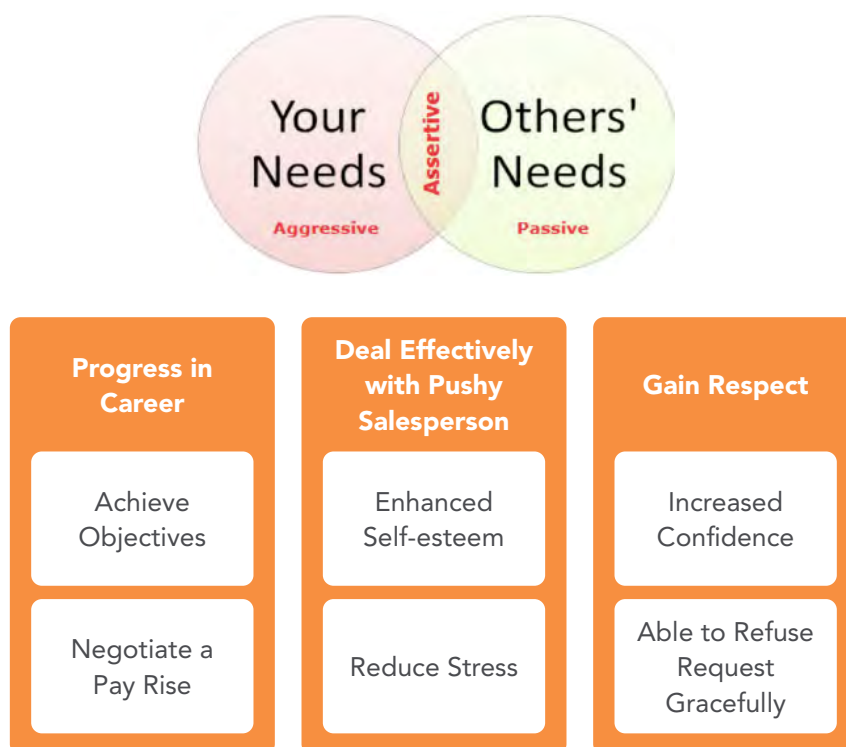 Your
Needs
Aggressive
Assertive
Others'
Needs
Passive
Progress in
Career
Achieve
Objectives
Negotiate a
Pay Rise
Deal Effectively
with Pushy
Salesperson
Enhanced
Self-esteem
Reduce Stress
Gain Respect
Increased
Confidence
Able to Refuse
Request
Gracefully